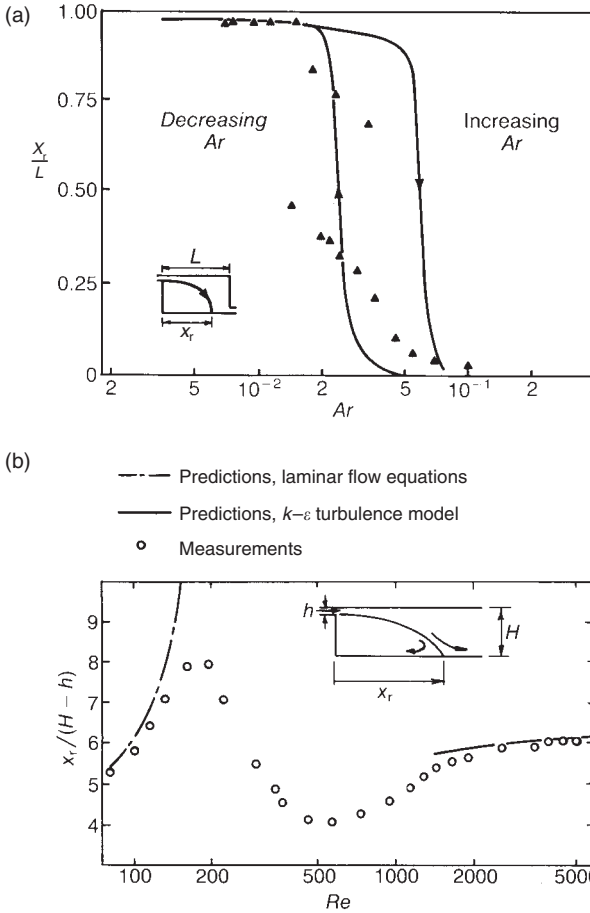 (a)
1.00
0.75
0.50
0.25
0
X_r/L
Decreasing Ar
Increasing Ar
L
x_r
2 5 10^-2 2 5 10^-1 2
Ar
(b)
Predictions, laminar flow equations
Predictions, k–ε turbulence model
Measurements
9
8
7
6
5
4
x_r/(H – h)
h
H
x_r
100 200 500 1000 2000 5000
Re